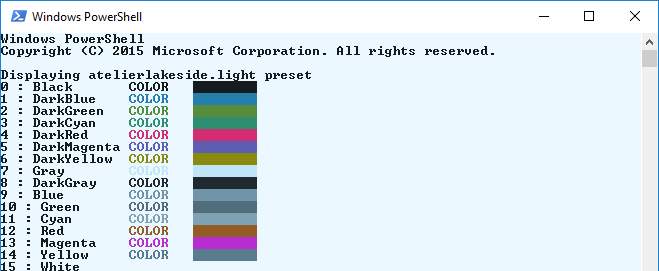 Windows PowerShell
Windows PowerShell
Copyright (C) 2015 Microsoft Corporation. All rights reserved.
Displaying atelierlakeside.light preset
0 : Black COLOR
1 : DarkBlue COLOR
2 : DarkGreen COLOR
3 : DarkCyan COLOR
4 : DarkRed COLOR
5 : DarkMagenta COLOR
6 : DarkYellow COLOR
7 : Gray COLOR
8 : DarkGray COLOR
9 : Blue COLOR
10 : Green COLOR
11 : Cyan COLOR
12 : Red COLOR
13 : Magenta COLOR
14 : Yellow COLOR
15 : White